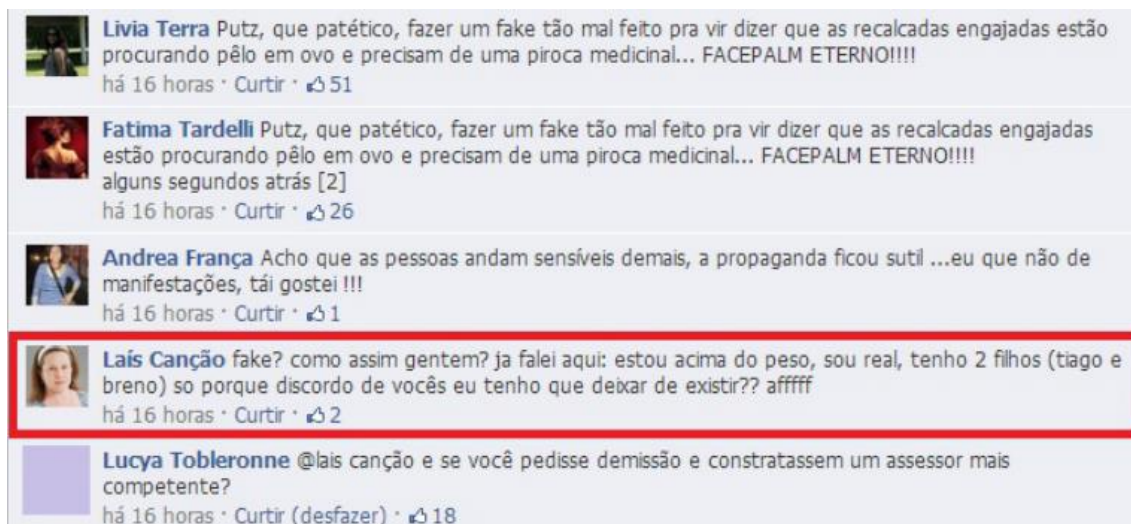 Livia Terra Putz, que patético, fazer um fake tão mal feito pra vir dizer que as recalcadas engajadas estão
procurando pêlo em ovo e precisam de uma piroca medicinal... FACEPALM ETERNO!!!!
há 16 horas · Curtir · 51
Fatima Tardelli Putz, que patético, fazer um fake tão mal feito pra vir dizer que as recalcadas engajadas
estão procurando pêlo em ovo e precisam de uma piroca medicinal... FACEPALM ETERNO!!!!
alguns segundos atrás [2]
há 16 horas · Curtir · 26
Andrea França Acho que as pessoas andam sensíveis demais, a propaganda ficou sutil ...eu que não de
manifestações, tái gostei !!!
há 16 horas · Curtir · 1
Laís Canção fake? como assim gentem? ja falei aqui: estou acima do peso, sou real, tenho 2 filhos (tiago e
breno) so porque discordo de vocês eu tenho que deixar de existir?? afffff
há 16 horas · Curtir · 2
Lucya Tobleronne @lais canção e se você pedisse demissão e constratassem um assessor mais
competente?
há 16 horas · Curtir (desfazer) · 18